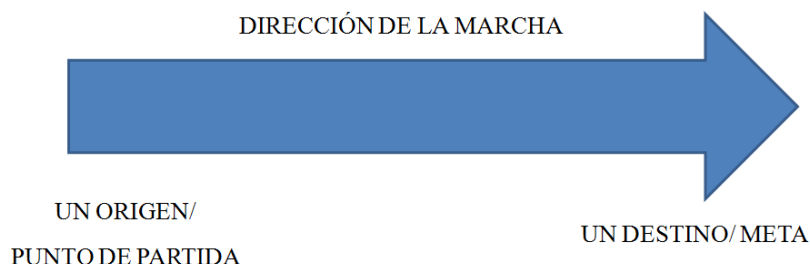 DIRECCIÓN DE LA MARCHA
UN ORIGEN/
PUNTO DE PARTIDA
UN DESTINO/ META